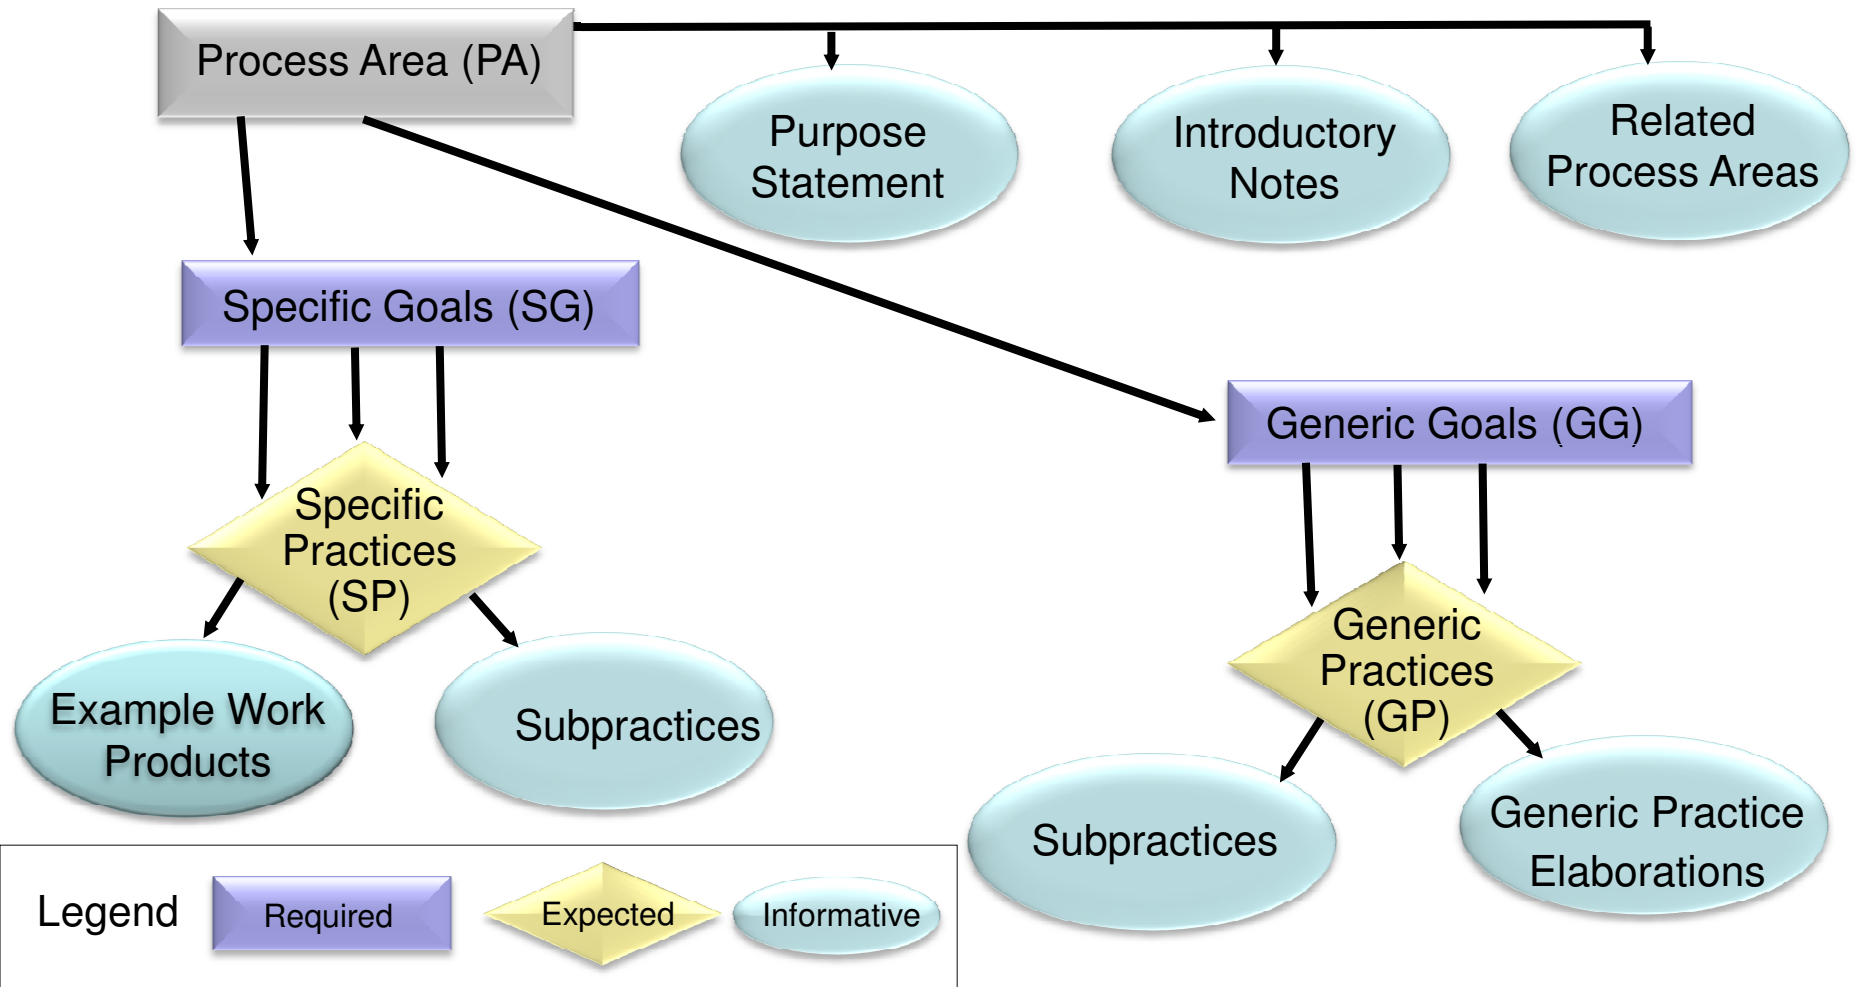 Process Area (PA)
Purpose
Statement
Introductory
Notes
Related
Process Areas
Specific Goals (SG)
Generic Goals (GG)
Specific
Practices
(SP)
Generic
Practices
(GP)
Example Work
Products
Subpractices
Subpractices
Generic Practice
Elaborations
Legend
Required
Expected
Informative